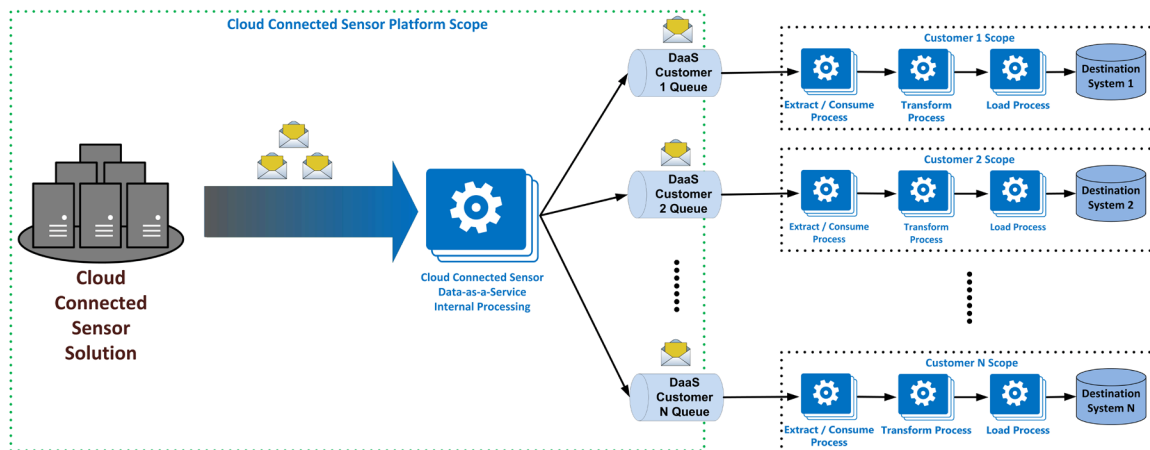 Cloud Connected Sensor Platform Scope
Cloud
Connected
Sensor
Solution
Cloud Connected Sensor
Data-as-a-Service
Internal Processing
DaaS
Customer
1 Queue
DaaS
Customer
2 Queue
DaaS
Customer
N Queue
Customer 1 Scope
Extract / Consume
Process
Transform
Process
Load Process
Destination
System 1
Customer 2 Scope
Extract / Consume
Process
Transform
Process
Load Process
Destination
System 2
Customer N Scope
Extract / Consume
Process
Transform Process
Load Process
Destination
System N